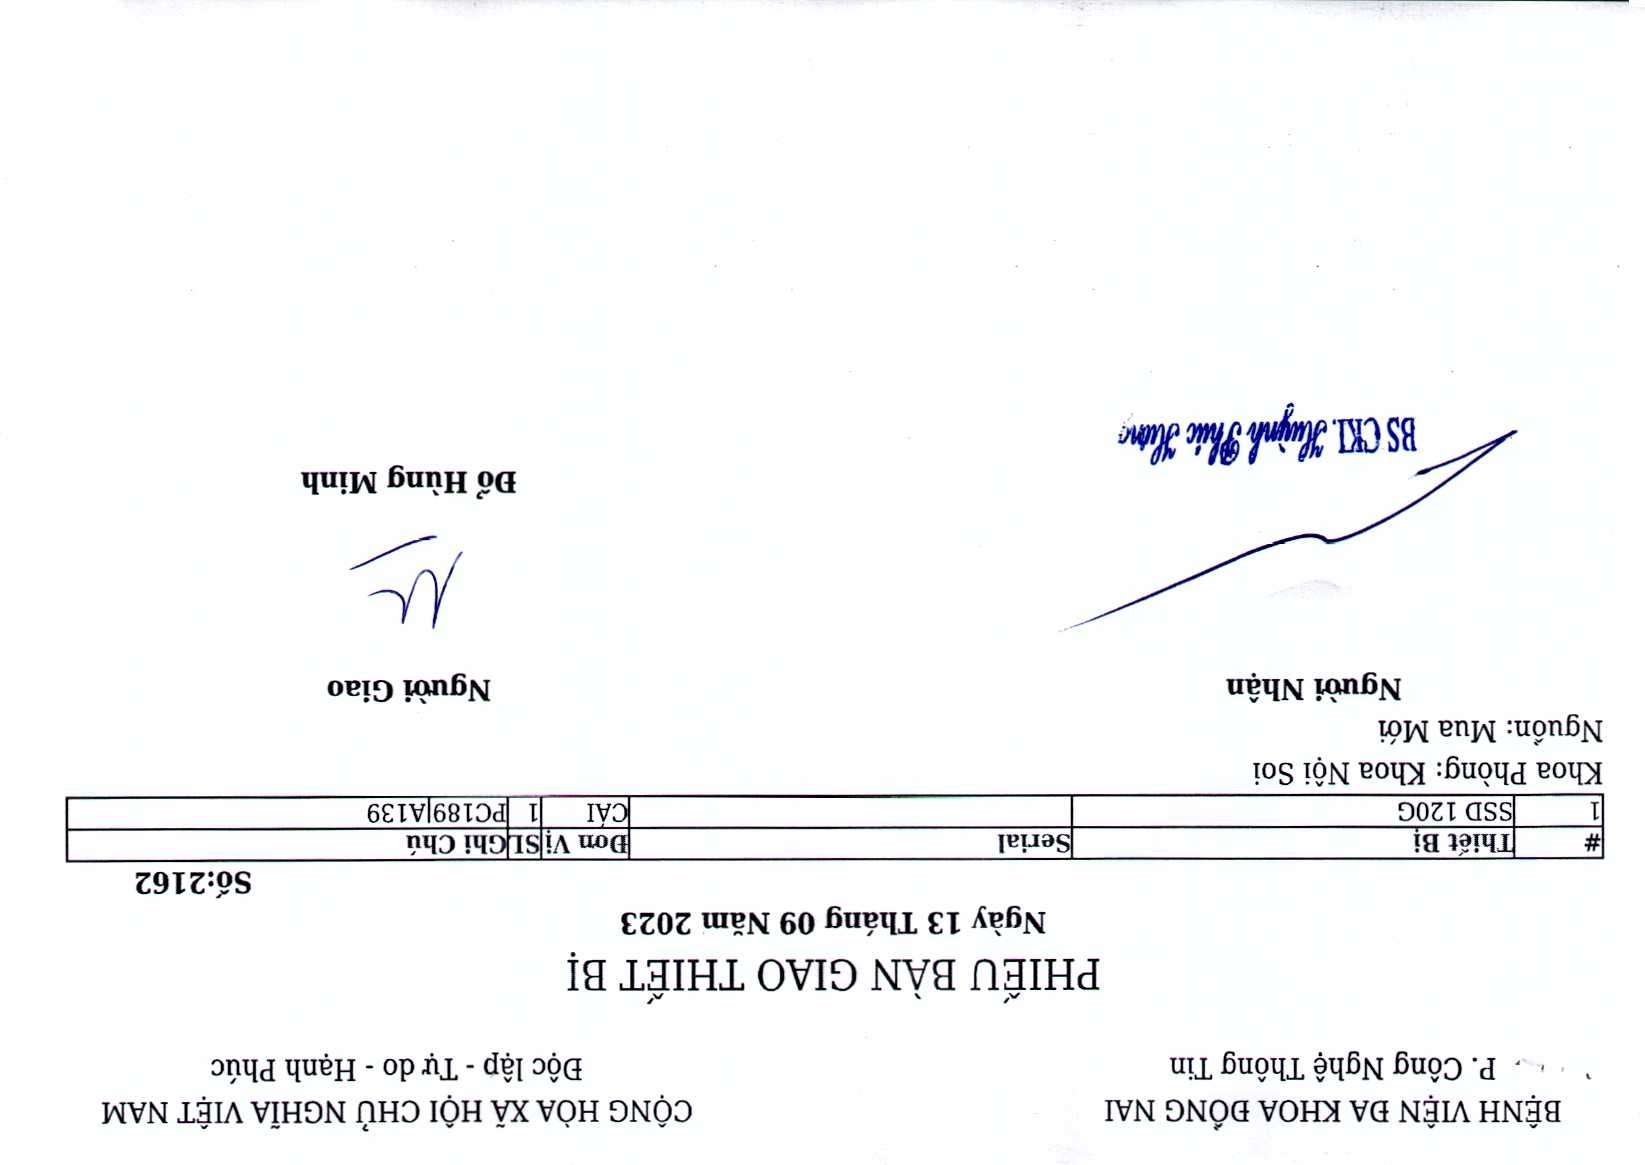 BỆNH VIỆN ĐA KHOA ĐỒNG NAI
P. Công Nghệ Thông Tin
CỘNG HÒA XÃ HỘI CHỦ NGHĨA VIỆT NAM
Độc lập - Tự do - Hạnh Phúc
PHIẾU BÀN GIAO THIẾT BỊ
Ngày 13 Tháng 09 Năm 2023
Số:2162
# Thiết Bị Serial Đơn Vị SL Ghi Chú
1 SSD 120G CÁI 1 PC189|A139
Khoa Phòng: Khoa Nội Soi
Nguồn: Mua Mới
Người Nhận
Người Giao
BS CKI. Huỳnh Phúc
Đỗ Hùng Minh